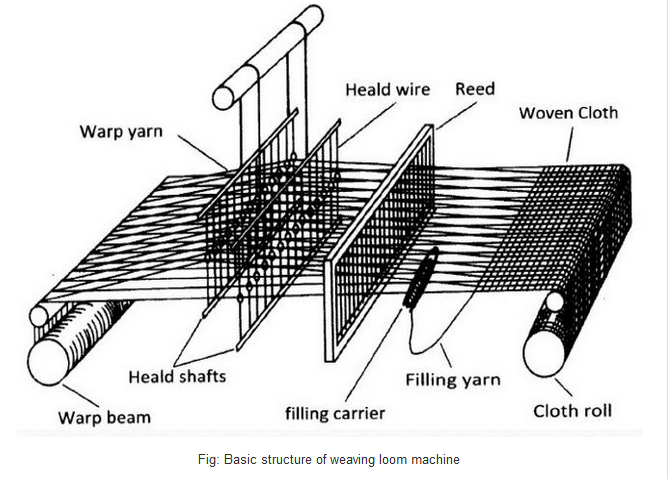 Heald wire
Reed
Woven Cloth
Warp yarn
Heald shafts
Filling yarn
Warp beam
filling carrier
Cloth roll
Fig: Basic structure of weaving loom machine